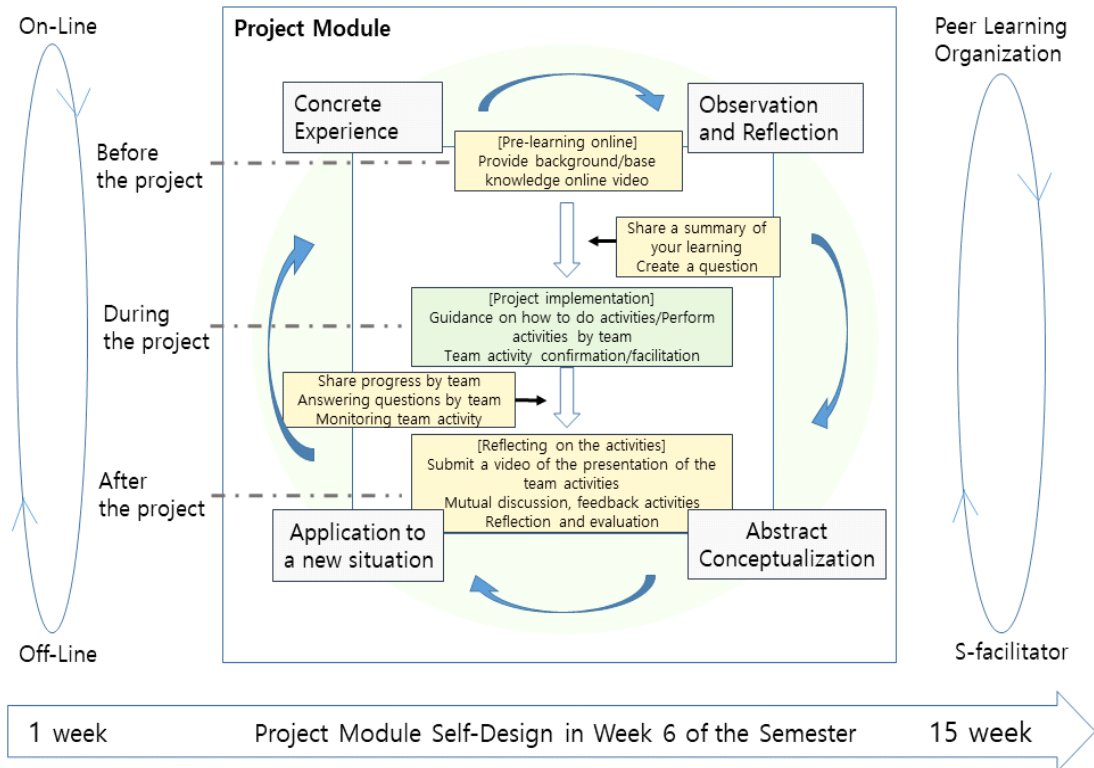 On-Line
Project Module
Peer Learning
Organization
Concrete
Experience
Observation
and Reflection
Before
the project
[Pre-learning online]
Provide background/base
knowledge online video
Share a summary of
your learning
Create a question
During
the project
[Project implementation]
Guidance on how to do activities/Perform
activities by team
Team activity confirmation/facilitation
Share progress by team
Answering questions by team
Monitoring team activity
After
the project
[Reflecting on the activities]
Submit a video of the presentation of the
team activities
Mutual discussion, feedback activities
Reflection and evaluation
Application to
a new situation
Abstract
Conceptualization
Off-Line
S-facilitator
1 week
Project Module Self-Design in Week 6 of the Semester
15 week